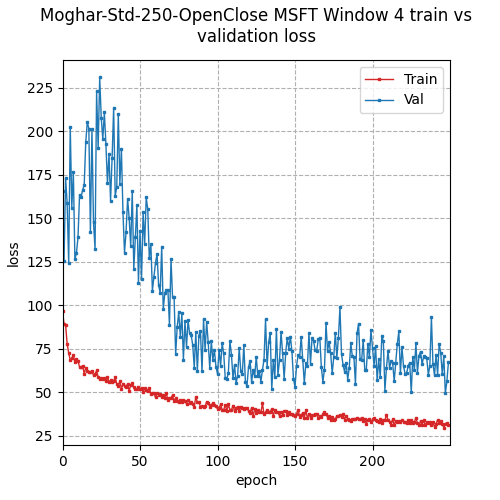 Moghar-Std-250-OpenClose MSFT Window 4 train vs
validation loss
Train
Val
225
200
175
150
125
100
75
50
25
loss
0
50
100
150
200
epoch